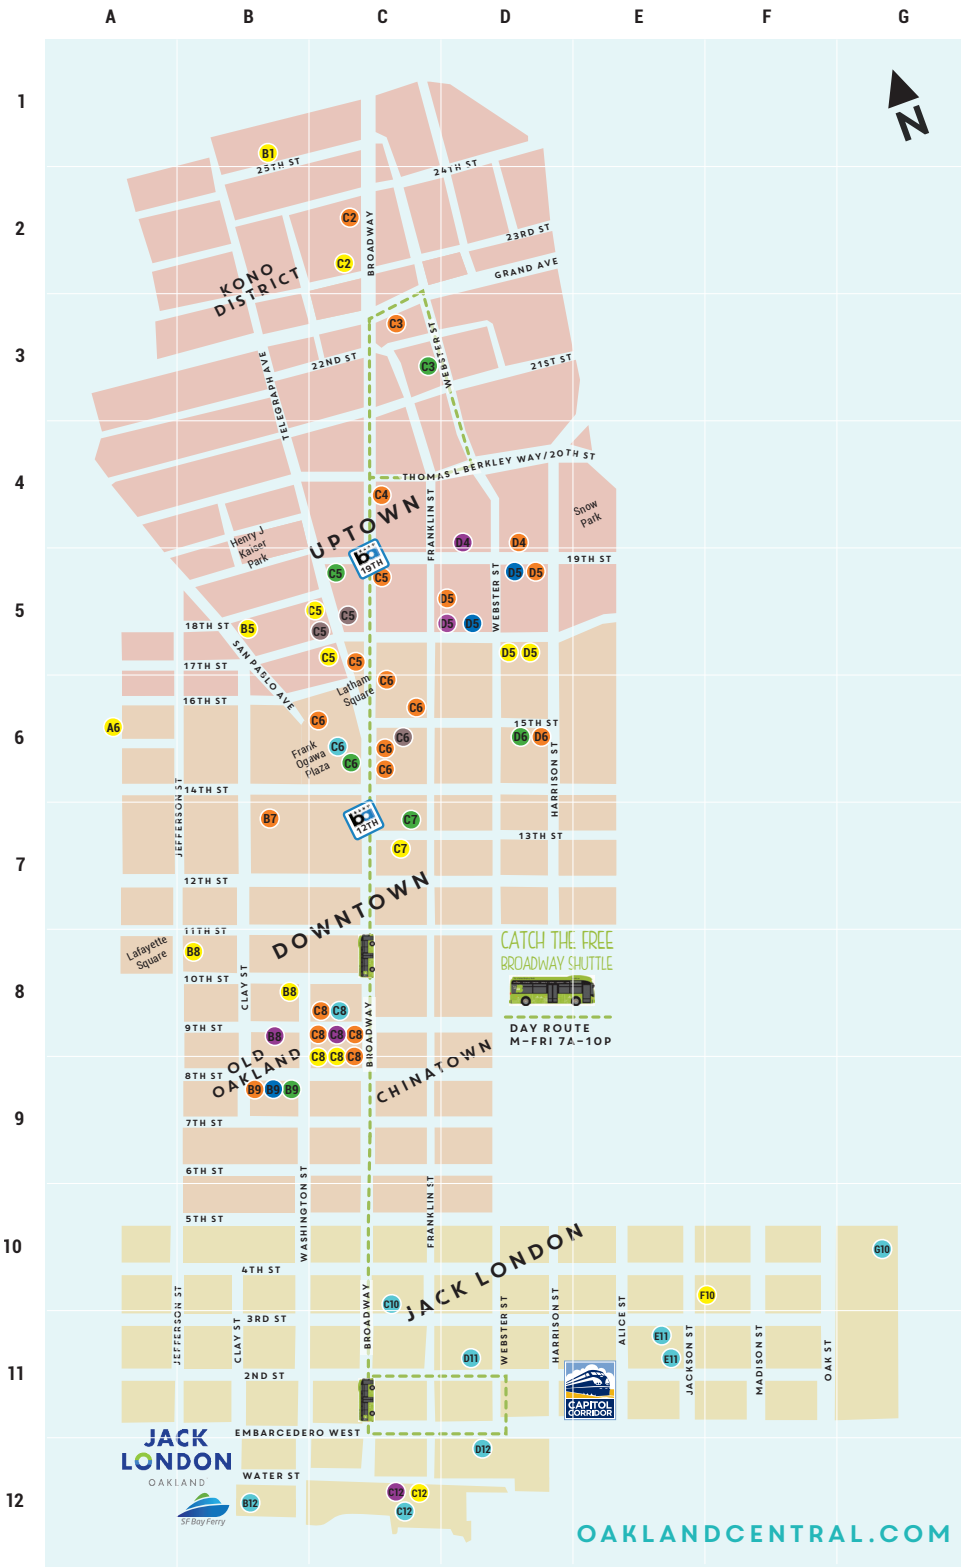 A B C D E F G
1
2
3
4
5
6
7
8
9
10
11
12
N
B1
25TH ST
24TH ST
C2
BROADWAY
23RD ST
C2
GRAND AVE
KONO
DISTRICT
C3
WEBSTER ST
C3
22ND ST
21ST ST
TELEGRAPH AVE
THOMAS L BERKLEY WAY/20TH ST
C4
UPTOWN
FRANKLIN ST
Snow
Park
Henry J
Kaiser
Park
D4
D4
19TH
19TH ST
C5
C5
D5
D5
WEBSTER ST
D5
C5
C5
D5
D5
18TH ST
B5
C5
SAN PABLO AVE
C5
C5
D5
D5
17TH ST
Latham
Square
C6
16TH ST
C6
C6
A6
15TH ST
Frank
Ogawa
Plaza
C6
C6
C6
C6
C6
D6
D6
HARRISON ST
14TH ST
JEFFERSON ST
B7
12TH
C7
C7
13TH ST
12TH ST
DOWNTOWN
11TH ST
Lafayette
Square
B8
CATCH THE FREE
BROADWAY SHUTTLE
DAY ROUTE
M-FRI 7A-10P
10TH ST
CLAY ST
B8
C8
C8
9TH ST
B8
C8
C8
C8
BROADWAY
C8
C8
C8
OLD
OAKLAND
CHINATOWN
8TH ST
B9
B9
B9
7TH ST
6TH ST
WASHINGTON ST
FRANKLIN ST
5TH ST
G10
4TH ST
JACK LONDON
C10
F10
BROADWAY
3RD ST
JEFFERSON ST
CLAY ST
WEBSTER ST
HARRISON ST
ALICE ST
JACKSON ST
MADISON ST
OAK ST
E11
D11
E11
2ND ST
CAPITOL
CORRIDOR
EMBARCEDERO WEST
JACK
LONDON
OAKLAND
D12
WATER ST
SF Bay Ferry
B12
C12
C12
C12
OAKLANDCENTRAL.COM